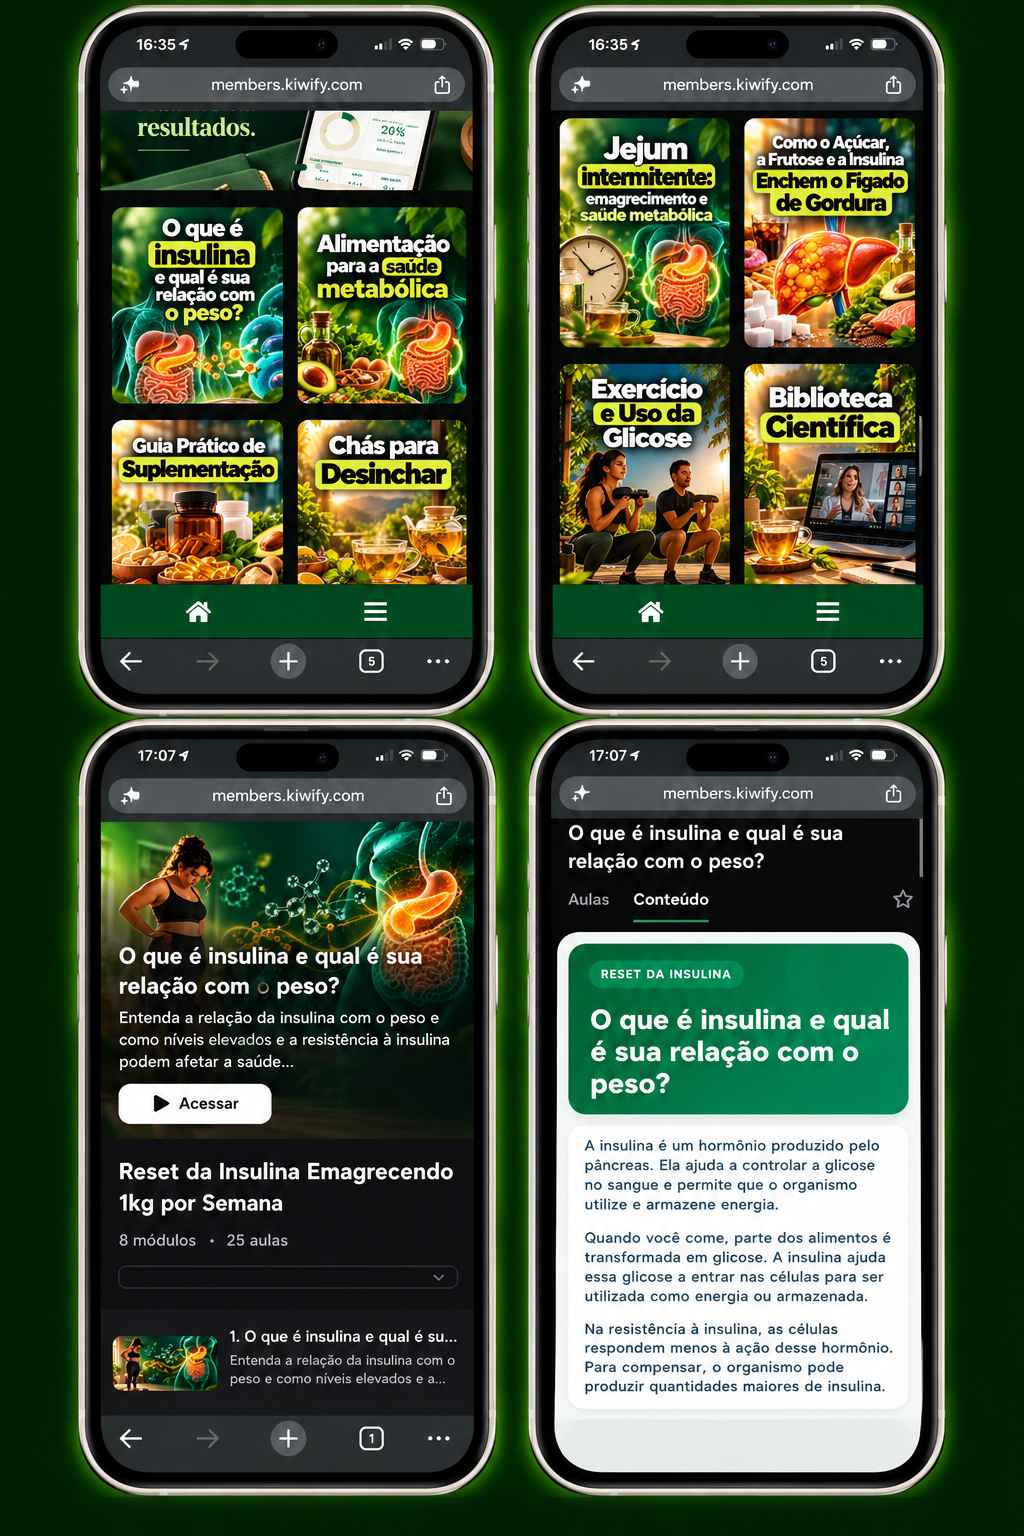 16:35
members.kiwify.com
resultados.
20%
O que é
insulina
e qual é sua
relação com
o peso?
Alimentação
para a saúde
metabólica
Guia Prático de
Suplementação
Chás para
Desinchar
5
16:35
members.kiwify.com
Jejum
intermitente:
emagrecimento e
saúde metabólica
Como o Açúcar,
a Frutose e a Insulina
Enchem o Figado
de Gordura
Exercício
e Uso da
Glicose
Biblioteca
Científica
5
17:07
members.kiwify.com
O que é insulina e qual é sua
relação com o peso?
Entenda a relação da insulina com o peso e
como níveis elevados e a resistência à insulina
podem afetar a saúde...
Acessar
Reset da Insulina Emagrecendo
1kg por Semana
8 módulos • 25 aulas
1. O que é insulina e qual é su...
Entenda a relação da insulina com o
peso e como níveis elevados e a...
1
17:07
members.kiwify.com
O que é insulina e qual é sua
relação com o peso?
Aulas Conteúdo
RESET DA INSULINA
O que é insulina e qual
é sua relação com o
peso?
A insulina é um hormônio produzido pelo
pâncreas. Ela ajuda a controlar a glicose
no sangue e permite que o organismo
utilize e armazene energia.
Quando você come, parte dos alimentos é
transformada em glicose. A insulina ajuda
essa glicose a entrar nas células para ser
utilizada como energia ou armazenada.
Na resistência à insulina, as células
respondem menos à ação desse hormônio.
Para compensar, o organismo pode
produzir quantidades maiores de insulina.